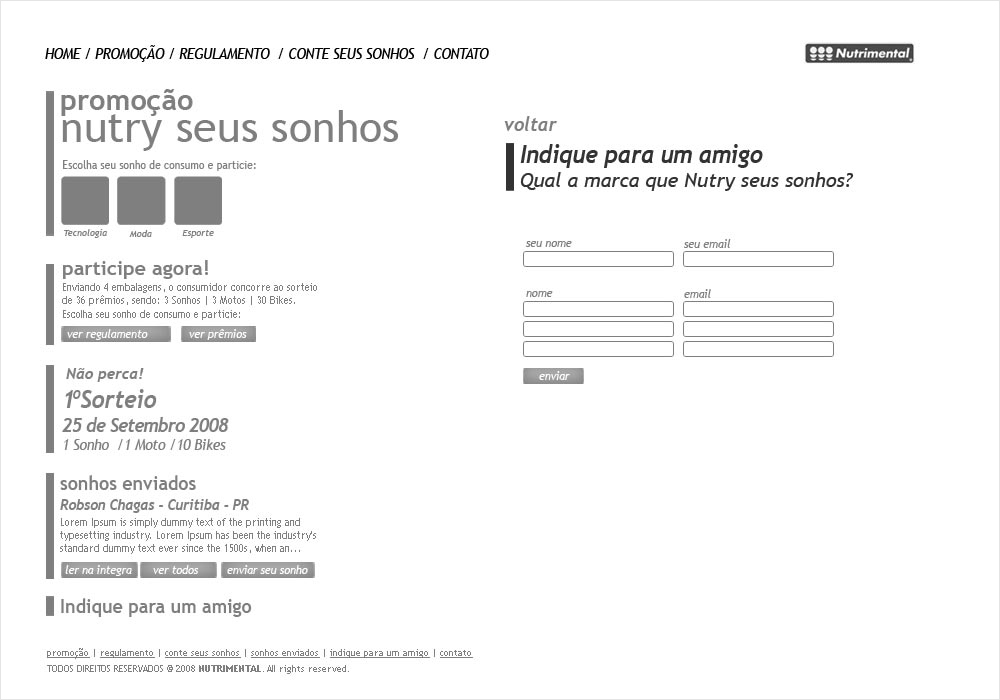 HOME / PROMOÇÃO / REGULAMENTO / CONTE SEUS SONHOS / CONTATO
Nutrimental
promoção
nutry seus sonhos
Escolha seu sonho de consumo e particie:
Tecnologia Moda Esporte
participe agora!
Enviando 4 embalagens, o consumidor concorre ao sorteio
de 36 prêmios, sendo: 3 Sonhos | 3 Motos | 30 Bikes.
Escolha seu sonho de consumo e particie:
ver regulamento ver prêmios
Não perca!
1ºSorteio
25 de Setembro 2008
1 Sonho / 1 Moto / 10 Bikes
sonhos enviados
Robson Chagas - Curitiba - PR
Lorem Ipsum is simply dummy text of the printing and
typesetting industry. Lorem Ipsum has been the industry's
standard dummy text ever since the 1500s, when an...
ler na integra ver todos enviar seu sonho
Indique para um amigo
voltar
Indique para um amigo
Qual a marca que Nutry seus sonhos?
seu nome seu email
nome email
enviar
promoção | regulamento | conte seus sonhos | sonhos enviados | indique para um amigo | contato
TODOS DIREITOS RESERVADOS © 2008 NUTRIMENTAL. All rights reserved.